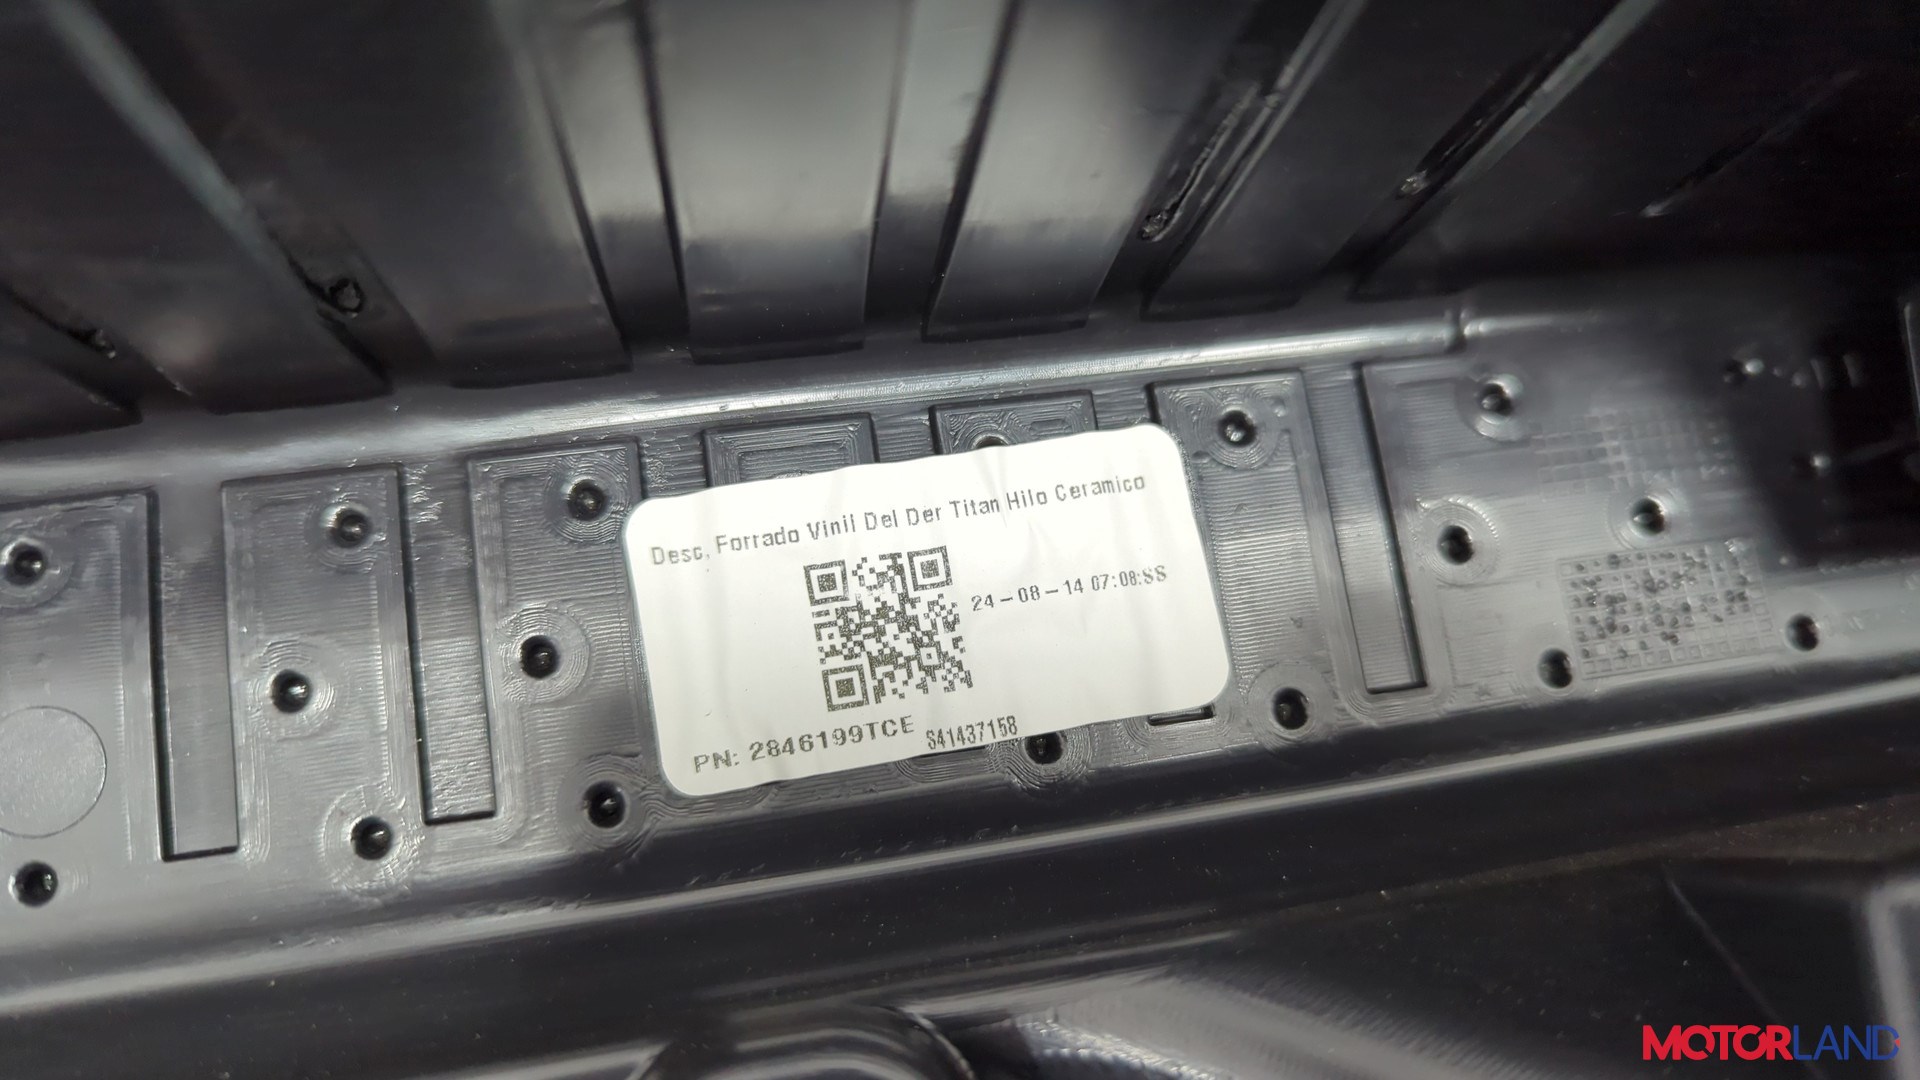 Desc. Forrado Vinil Del Der Titan Hilo Ceramico
24-08-14 07:08:SS
PN: 2846199TCE S41437158
MOTORLAND